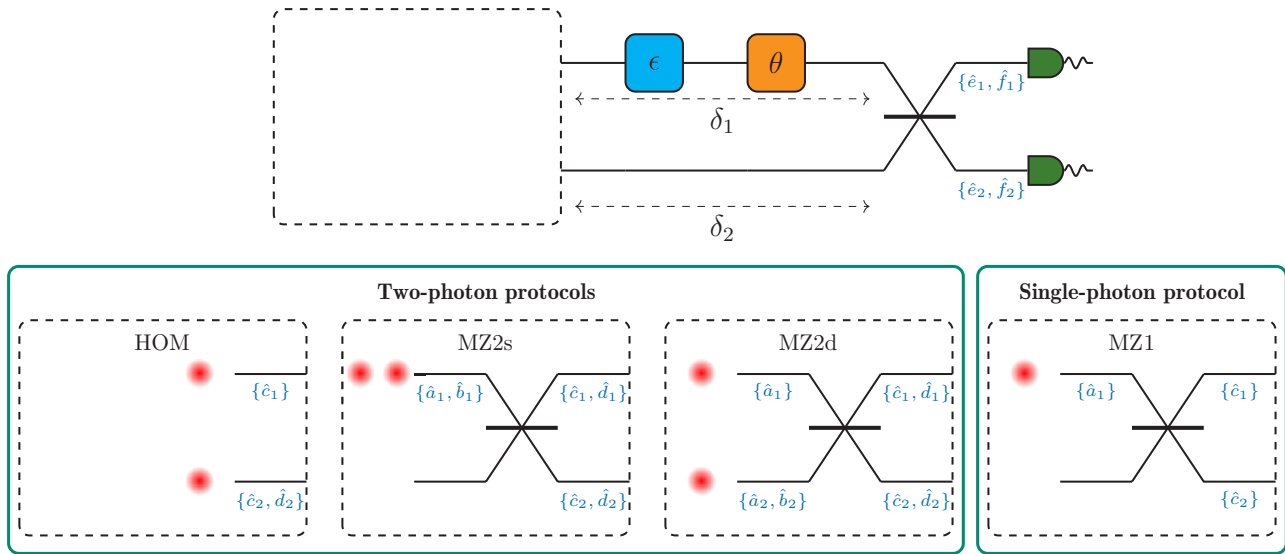 ϵ
θ
δ₁
{ê₁, f̂₁}
{ê₂, f̂₂}
δ₂
Two-photon protocols
Single-photon protocol
HOM
MZ2s
MZ2d
MZ1
{ĉ₁}
{â₁, b̂₁}
{ĉ₁, d̂₁}
{â₁}
{ĉ₁, d̂₁}
{â₁}
{ĉ₁}
{ĉ₂, d̂₂}
{ĉ₂, d̂₂}
{â₂, b̂₂}
{ĉ₂, d̂₂}
{ĉ₂}